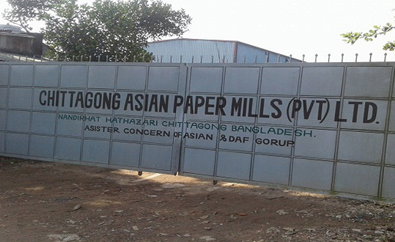 CHITTAGONG ASIAN PAPER MILLS (PVT) LTD.
NANDIRHAT HATHAZARI CHITTAGONG BANGLADESH.
ASISTER CONCERN OF ASIAN & DAF GORUP